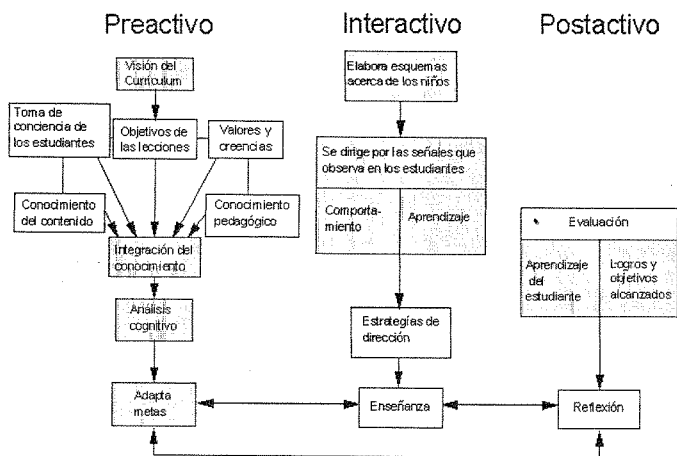 Preactivo
Interactivo
Postactivo
Visión del
Curriculum
Toma de
conciencia de
los estudiantes
Objetivos de
las lecciones
Valores y
creencias
Conocimiento
del contenido
Conocimiento
pedagógico
Integración del
conocimiento
Análisis
cognitivo
Adapta
metas
Elabora esquemas
acerca de los niños
Se dirige por las señales que
observa en los estudiantes
Comporta-
miento
Aprendizaje
Estrategias de
dirección
Enseñanza
Evaluación
Aprendizaje
del
estudiante
Logros y
objetivos
alcanzados
Reflexión